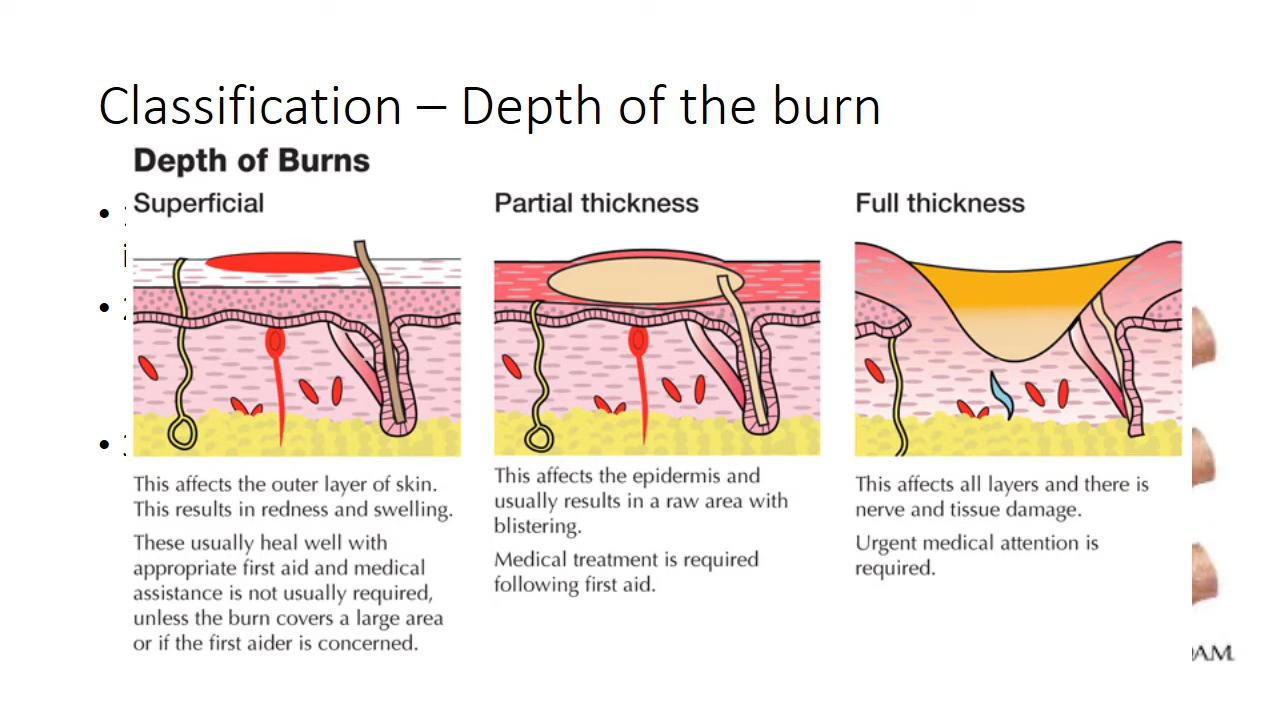 Classification – Depth of the burn
Depth of Burns
Superficial
This affects the outer layer of skin.
This results in redness and swelling.
These usually heal well with
appropriate first aid and medical
assistance is not usually required,
unless the burn covers a large area
or if the first aider is concerned.
Partial thickness
This affects the epidermis and
usually results in a raw area with
blistering.
Medical treatment is required
following first aid.
Full thickness
This affects all layers and there is
nerve and tissue damage.
Urgent medical attention is
required.